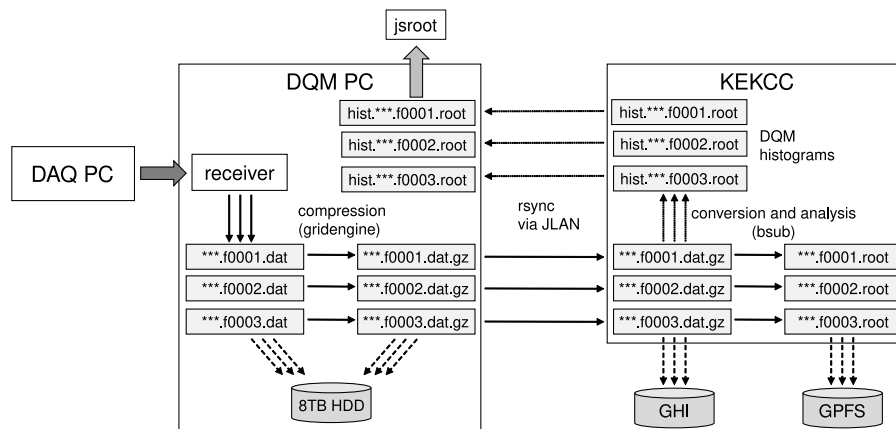 jsroot
DQM PC
KEKCC
hist.***.f0001.root
hist.***.f0001.root
hist.***.f0002.root
hist.***.f0002.root
DQM
histograms
DAQ PC
receiver
hist.***.f0003.root
hist.***.f0003.root
compression
(gridengine)
rsync
via JLAN
conversion and analysis
(bsub)
***.f0001.dat
***.f0001.dat.gz
***.f0001.dat.gz
***.f0001.root
***.f0002.dat
***.f0002.dat.gz
***.f0002.dat.gz
***.f0002.root
***.f0003.dat
***.f0003.dat.gz
***.f0003.dat.gz
***.f0003.root
8TB HDD
GHI
GPFS